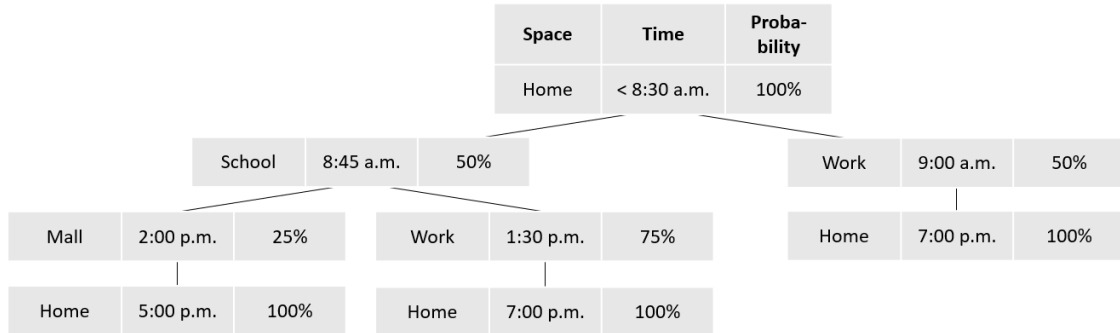 Space Time Proba-
bility
Home < 8:30 a.m. 100%
School 8:45 a.m. 50%
Work 9:00 a.m. 50%
Mall 2:00 p.m. 25%
Work 1:30 p.m. 75%
Home 7:00 p.m. 100%
Home 5:00 p.m. 100%
Home 7:00 p.m. 100%